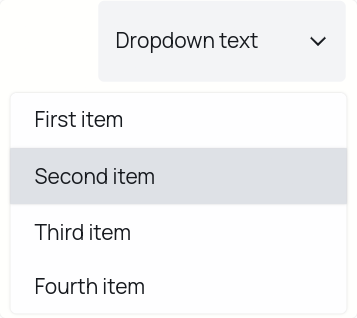 Dropdown text
First item
Second item
Third item
Fourth item